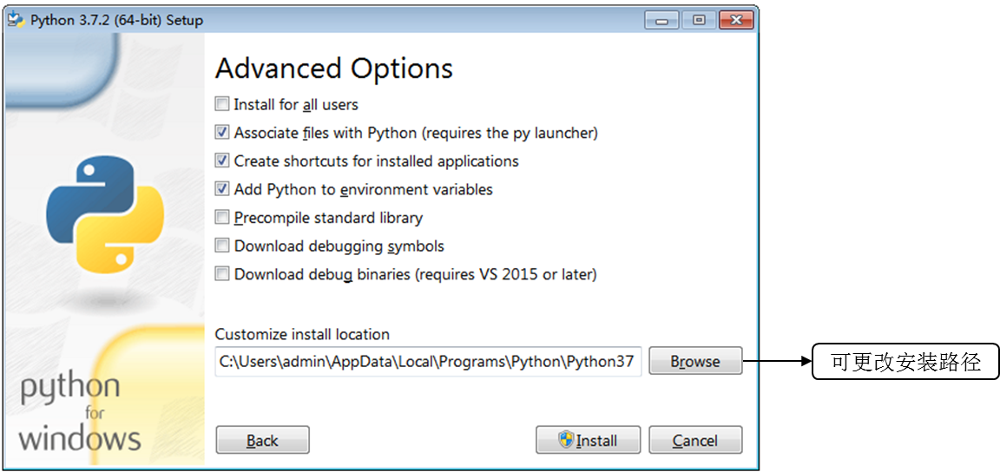 Python 3.7.2 (64-bit) Setup
Advanced Options
Install for all users
Associate files with Python (requires the py launcher)
Create shortcuts for installed applications
Add Python to environment variables
Precompile standard library
Download debugging symbols
Download debug binaries (requires VS 2015 or later)
Customize install location
C:\Users\admin\AppData\Local\Programs\Python\Python37
Browse
可更改安装路径
python
for
windows
Back
Install
Cancel